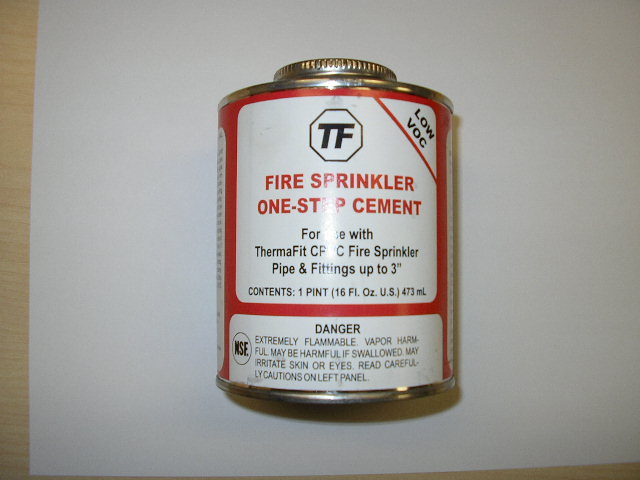 TF
LOW
VOC
FIRE SPRINKLER
ONE-STEP CEMENT
For Use with
ThermaFit CPVC Fire Sprinkler
Pipe & Fittings up to 3"
CONTENTS: 1 PINT (16 Fl. Oz. U.S.) 473 mL
DANGER
NSF.
EXTREMELY FLAMMABLE. VAPOR HARM-
FUL. MAY BE HARMFUL IF SWALLOWED. MAY
IRRITATE SKIN OR EYES. READ CAREFUL-
LY CAUTIONS ON LEFT PANEL.